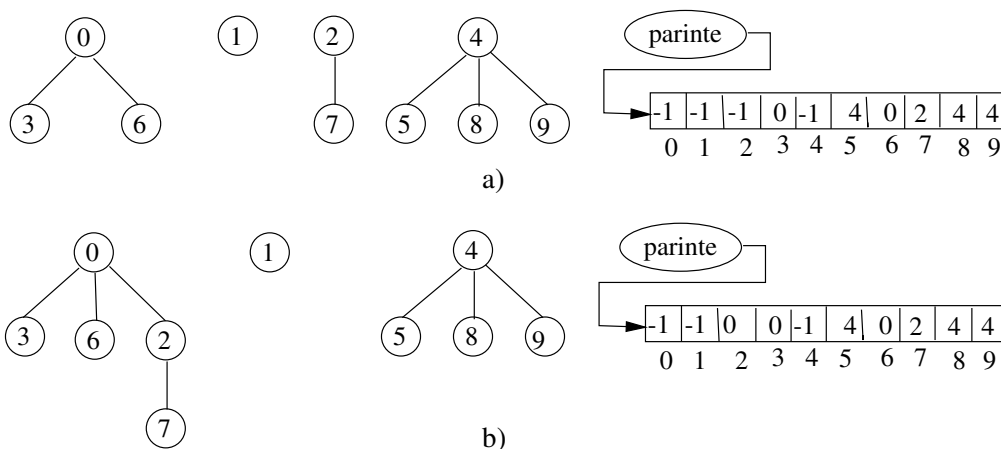 0 1 2 4 parinte
3 6 7 5 8 9 -1 -1 -1 0 -1 4 0 2 4 4
0 1 2 3 4 5 6 7 8 9
a)
0 1 4 parinte
3 6 2 5 8 9 -1 -1 0 0 -1 4 0 2 4 4
0 1 2 3 4 5 6 7 8 9
7
b)